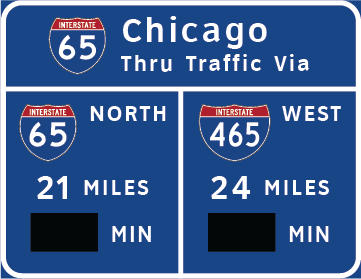 INTERSTATE
65
Chicago
Thru Traffic Via
INTERSTATE
65
NORTH
21 MILES
MIN
INTERSTATE
465
WEST
24 MILES
MIN